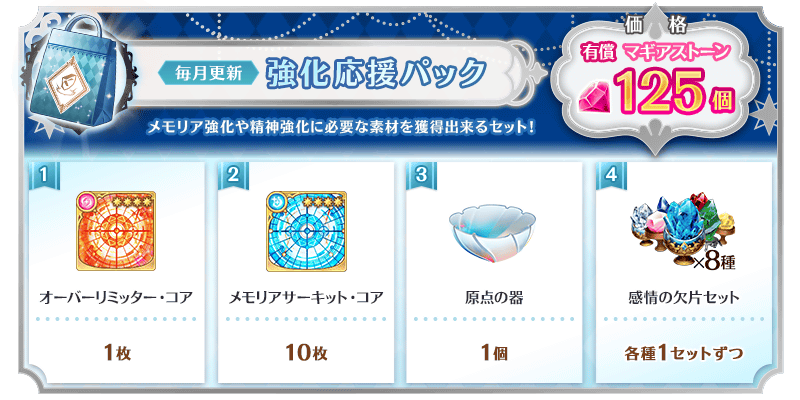 価格
有償 マギアストーン
125個
毎月更新 強化応援パック
メモリア強化や精神強化に必要な素材を獲得出来るセット!
1
オーバーリミッター・コア
1枚
2
メモリアサーキット・コア
10枚
3
原点の器
1個
4
×8種
感情の欠片セット
各種1セットずつ